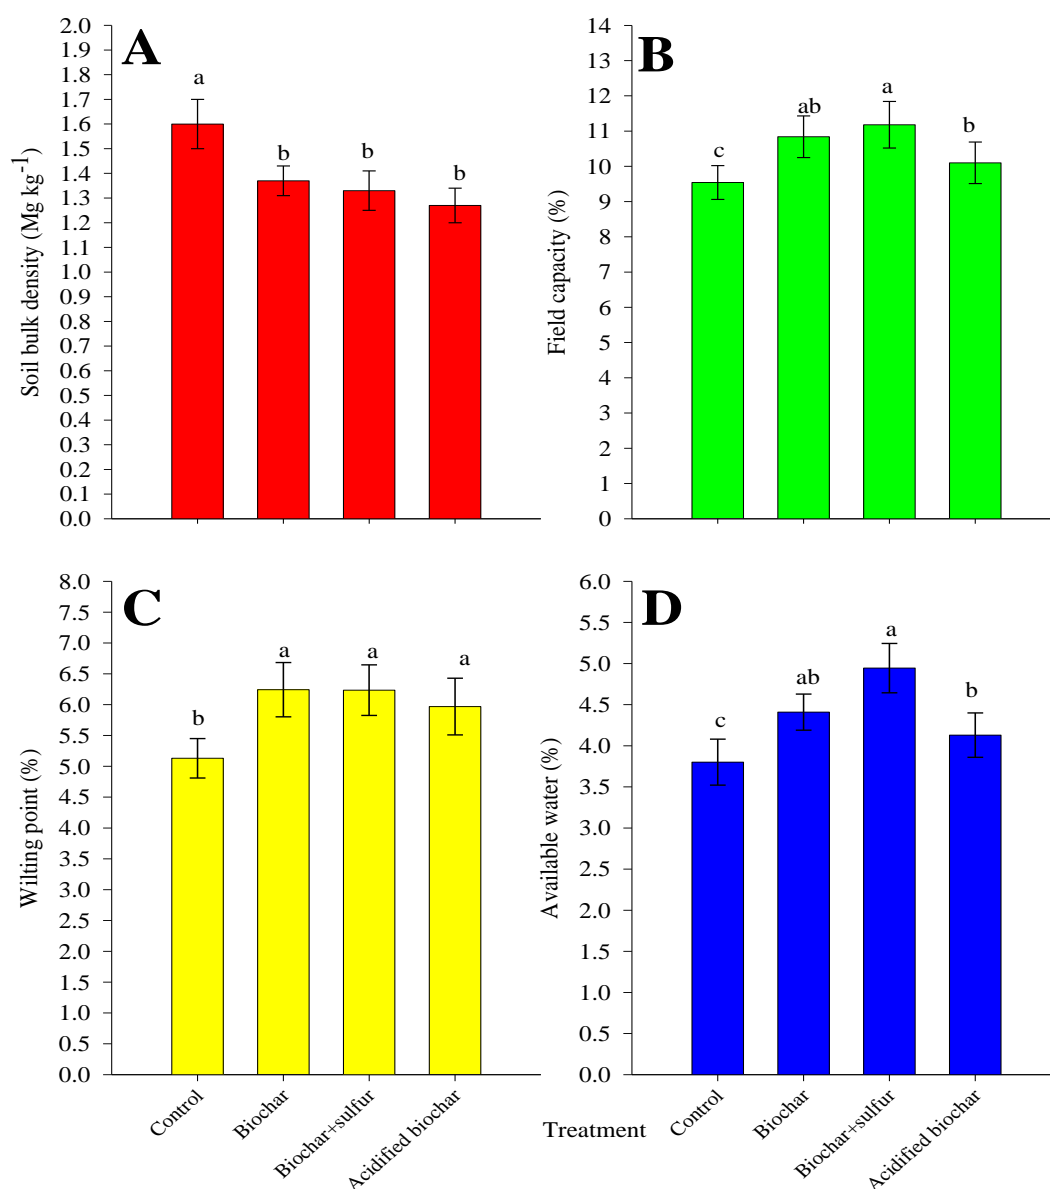 A
Soil bulk density (Mg kg-1)
2.0
1.9
1.8
1.7
1.6
1.5
1.4
1.3
1.2
1.1
1.0
0.9
0.8
0.7
0.6
0.5
0.4
0.3
0.2
0.1
0.0
a
b
b
b
B
Field capacity (%)
14
13
12
11
10
9
8
7
6
5
4
3
2
1
0
c
ab
a
b
C
Wilting point (%)
8.0
7.5
7.0
6.5
6.0
5.5
5.0
4.5
4.0
3.5
3.0
2.5
2.0
1.5
1.0
0.5
0.0
b
a
a
a
Control
Biochar
Biochar+sulfur
Acidified biochar
D
Available water (%)
6.0
5.5
5.0
4.5
4.0
3.5
3.0
2.5
2.0
1.5
1.0
0.5
0.0
c
ab
a
b
Treatment
Control
Biochar
Biochar+sulfur
Acidified biochar